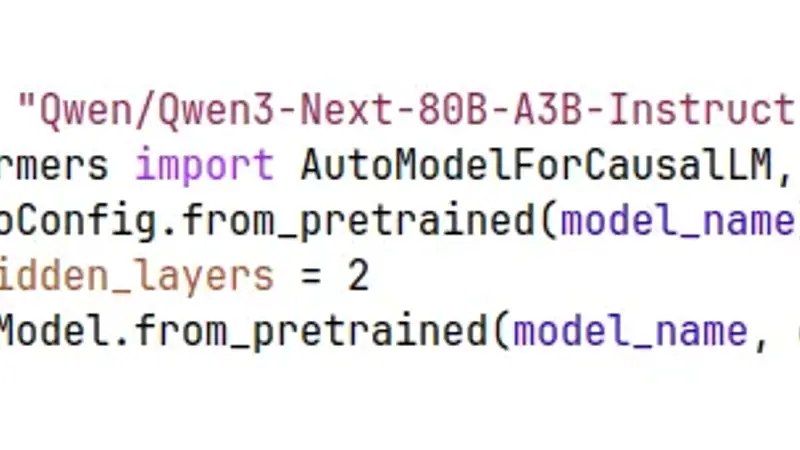 "Qwen/Qwen3-Next-80B-A3B-Instruct
rmers import AutoModelForCausalLM,
oConfig.from_pretrained(model_name)
idden_layers = 2
Model.from_pretrained(model_name,